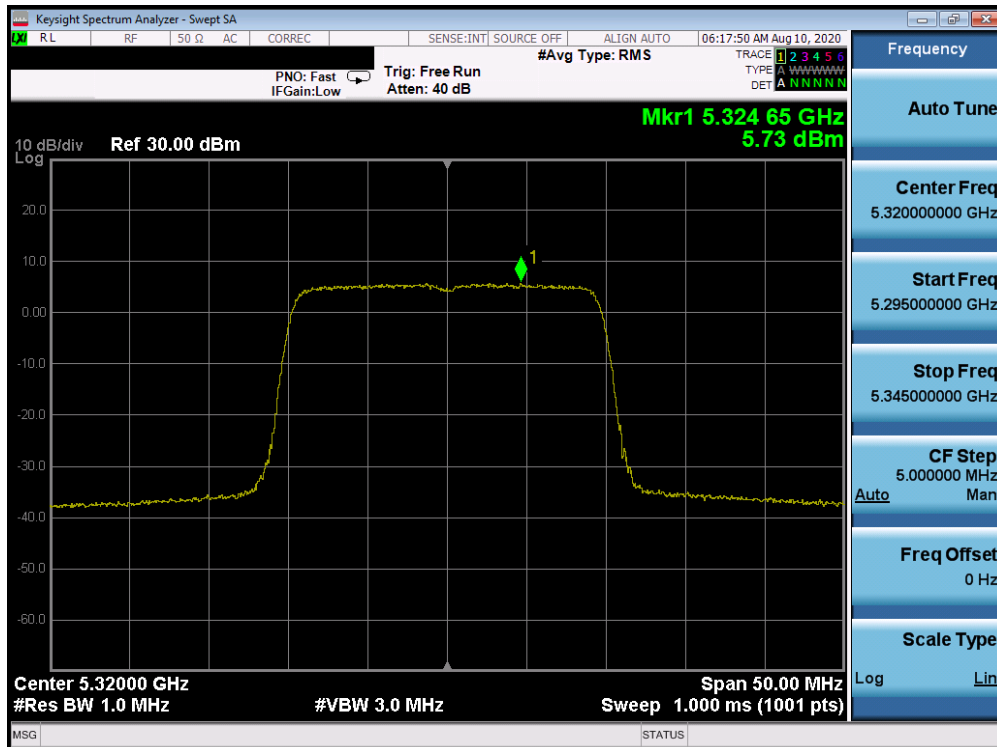 Keysight Spectrum Analyzer - Swept SA
LXI RL RF 50 Ω AC CORREC SENSE:INT SOURCE OFF ALIGN AUTO 06:17:50 AM Aug 10, 2020
#Avg Type: RMS
TRACE 1 2 3 4 5 6
TYPE A WWWWW
DET A N N N N N
PNO: Fast
IFGain:Low
Trig: Free Run
Atten: 40 dB
Mkr1 5.324 65 GHz
5.73 dBm
10 dB/div
Log
Ref 30.00 dBm
20.0
10.0
0.00
-10.0
-20.0
-30.0
-40.0
-50.0
-60.0
1
Center 5.32000 GHz
Span 50.00 MHz
#Res BW 1.0 MHz
#VBW 3.0 MHz
Sweep 1.000 ms (1001 pts)
MSG
STATUS
Frequency
Auto Tune
Center Freq
5.320000000 GHz
Start Freq
5.295000000 GHz
Stop Freq
5.345000000 GHz
CF Step
5.000000 MHz
Auto Man
Freq Offset
0 Hz
Scale Type
Log Lin